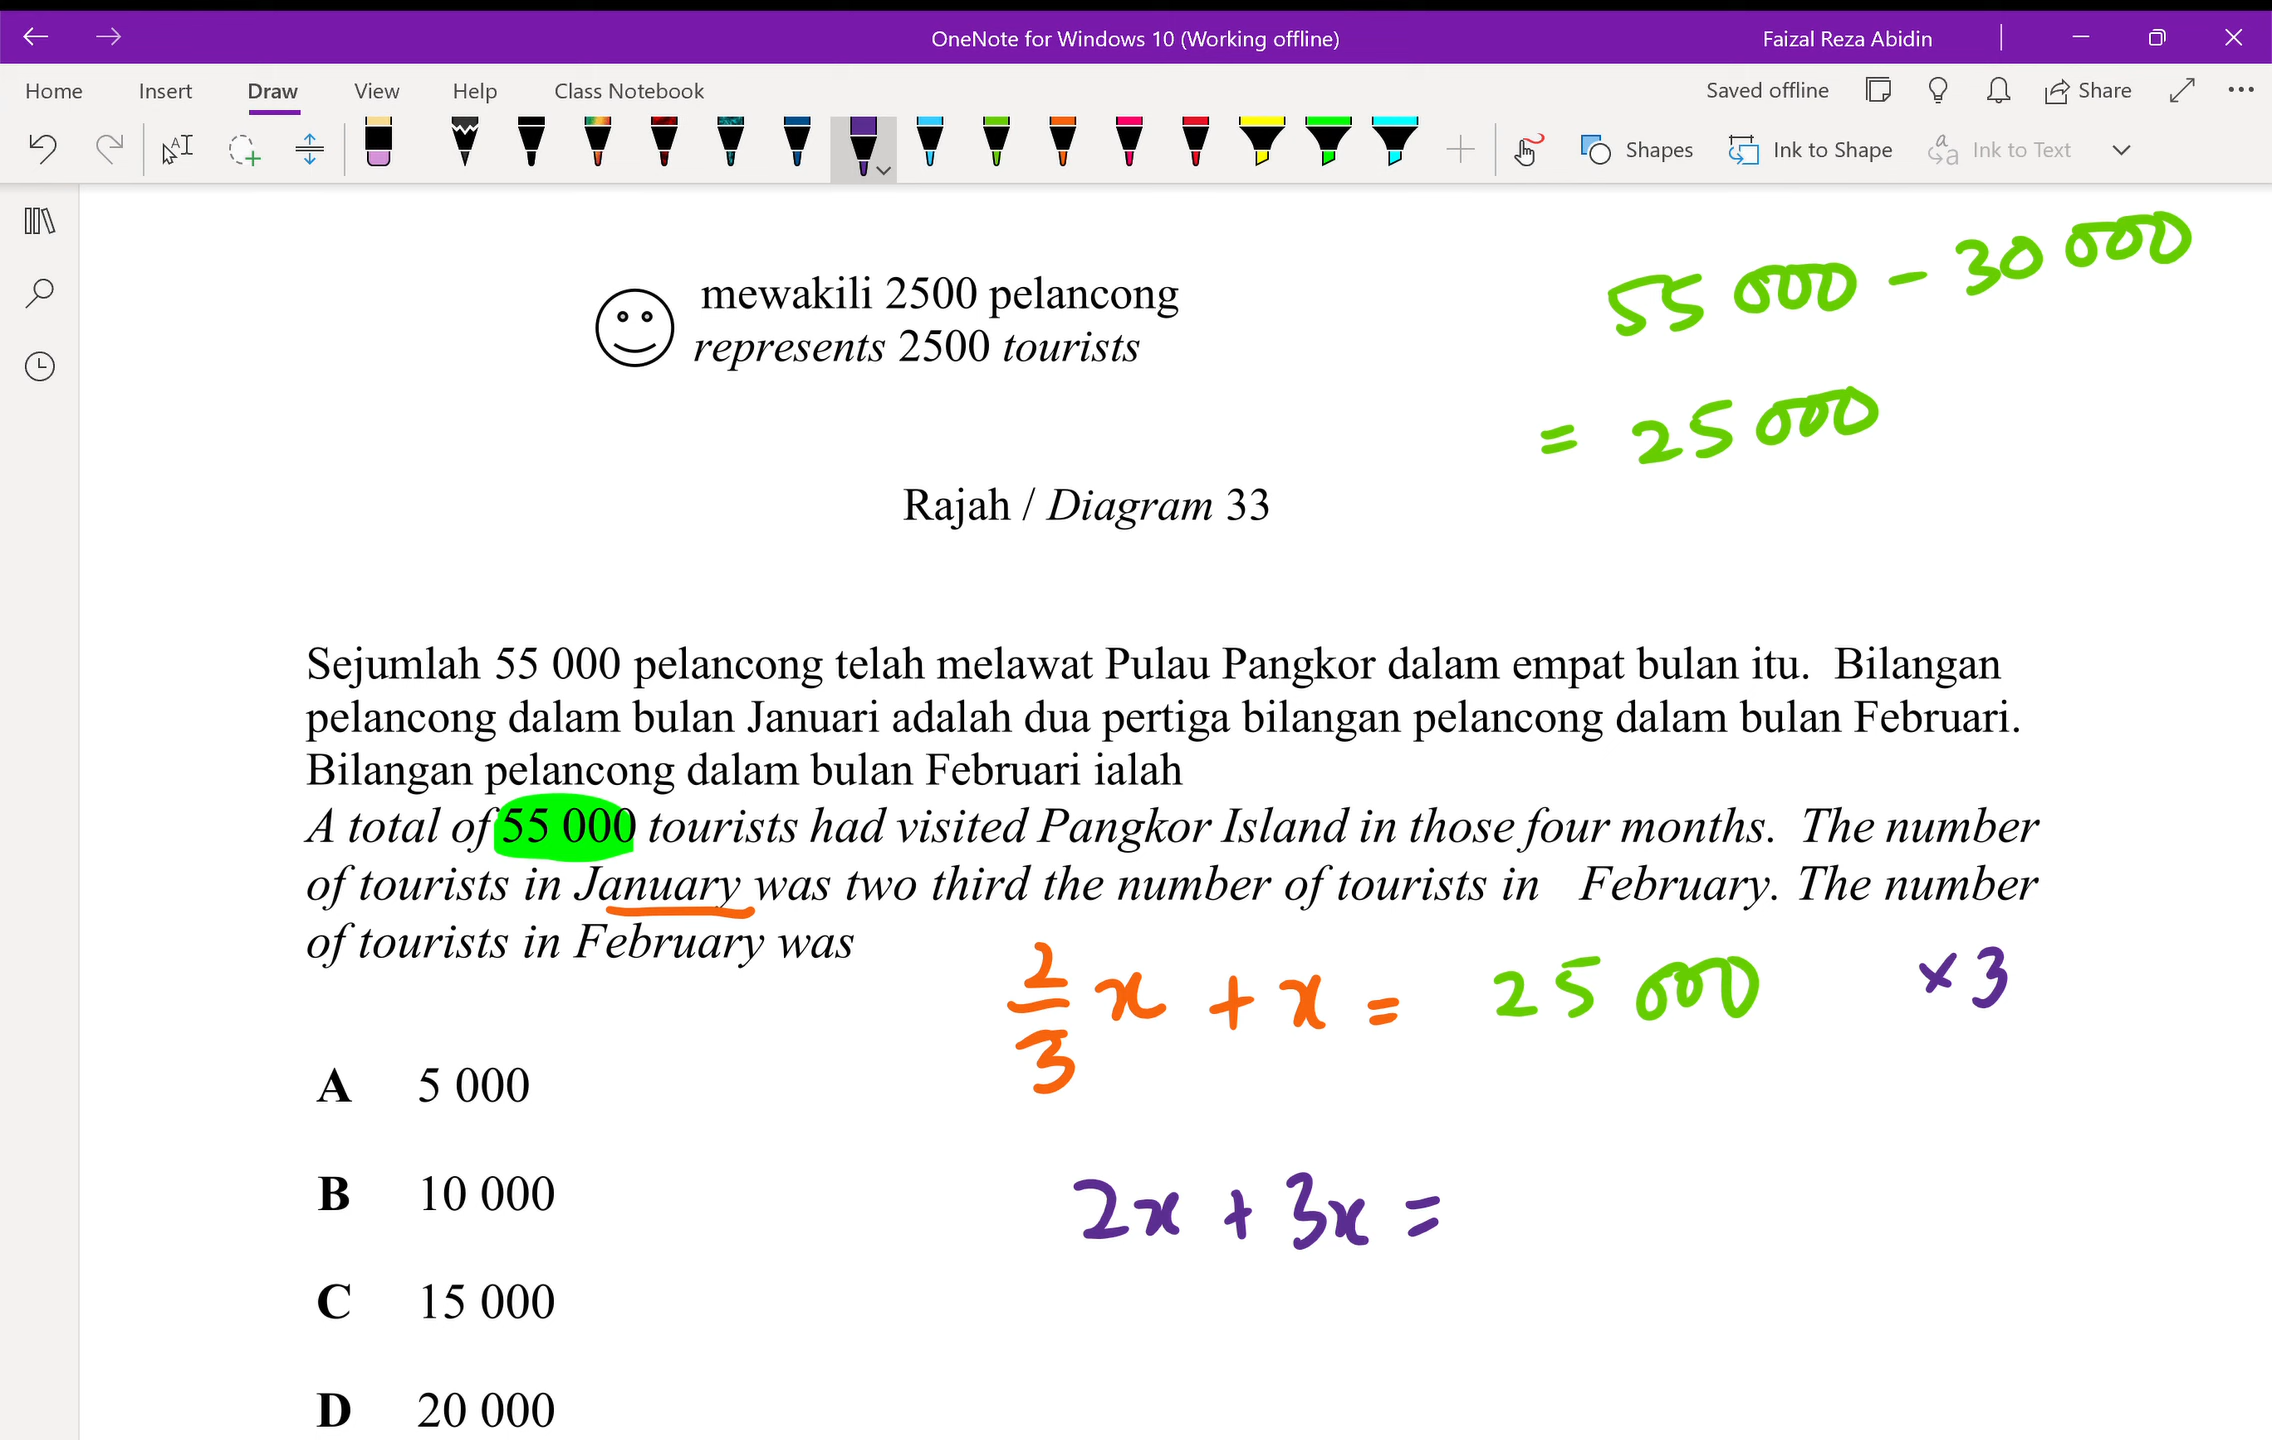 OneNote for Windows 10 (Working offline)
Faizal Reza Abidin
Home Insert Draw View Help Class Notebook
Saved offline Share
Shapes Ink to Shape Ink to Text
mewakili 2500 pelancong
represents 2500 tourists
55 000 - 30 000
= 25 000
Rajah / Diagram 33
Sejumlah 55 000 pelancong telah melawat Pulau Pangkor dalam empat bulan itu. Bilangan
pelancong dalam bulan Januari adalah dua pertiga bilangan pelancong dalam bulan Februari.
Bilangan pelancong dalam bulan Februari ialah
A total of 55 000 tourists had visited Pangkor Island in those four months. The number
of tourists in January was two third the number of tourists in February. The number
of tourists in February was
2/3 x + x = 25 000 ×3
A 5 000
B 10 000
2x + 3x =
C 15 000
D 20 000